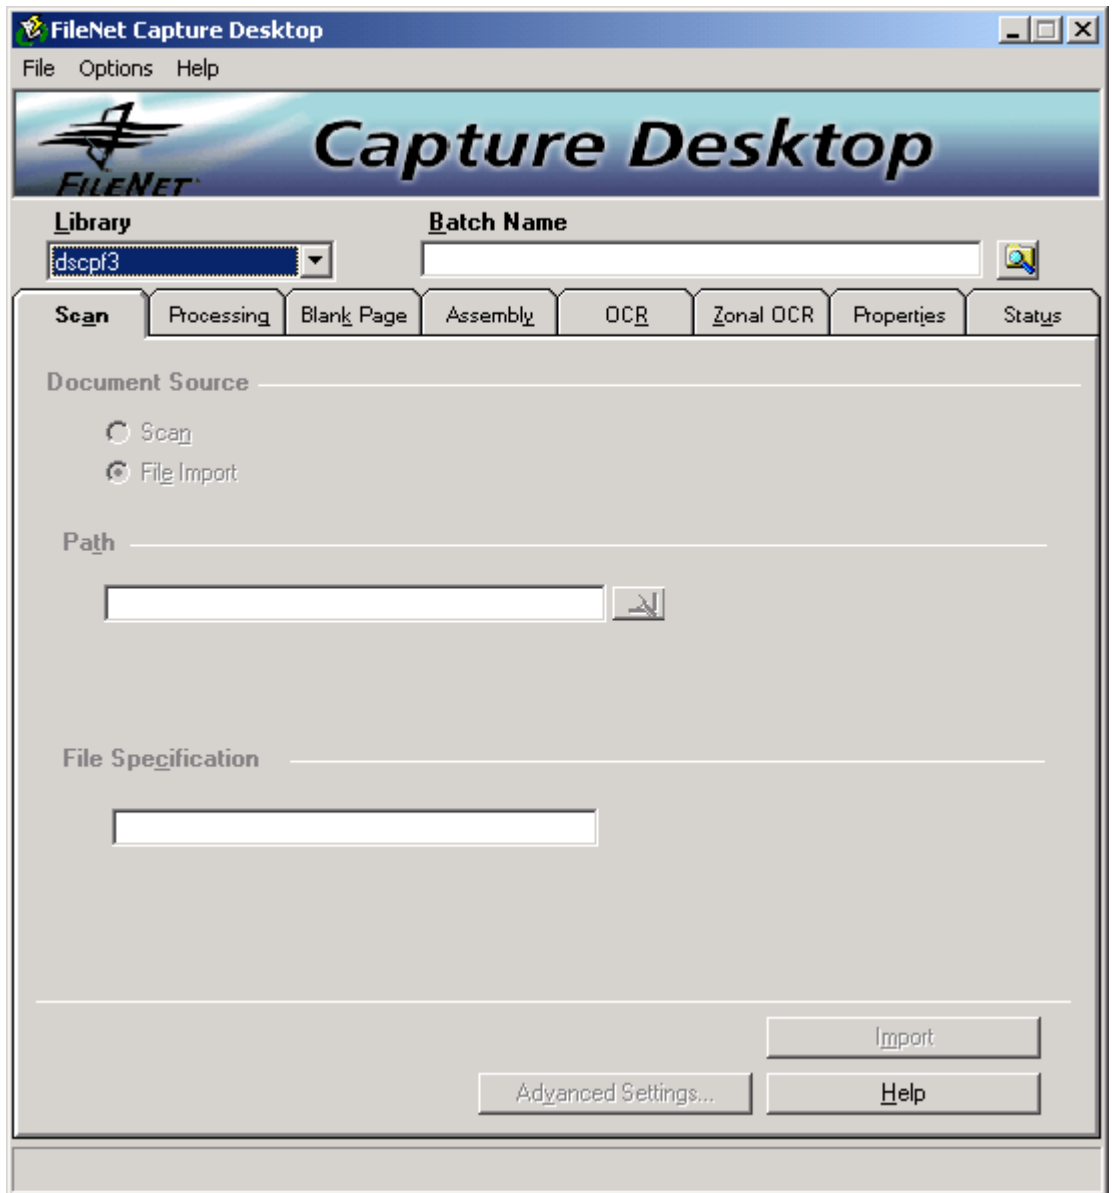 FileNet Capture Desktop
File Options Help
FILENET Capture Desktop
Library Batch Name
dscpf3
Scan Processing Blank Page Assembly OCR Zonal OCR Properties Status
Document Source
Scan
File Import
Path
File Specification
Import
Advanced Settings... Help